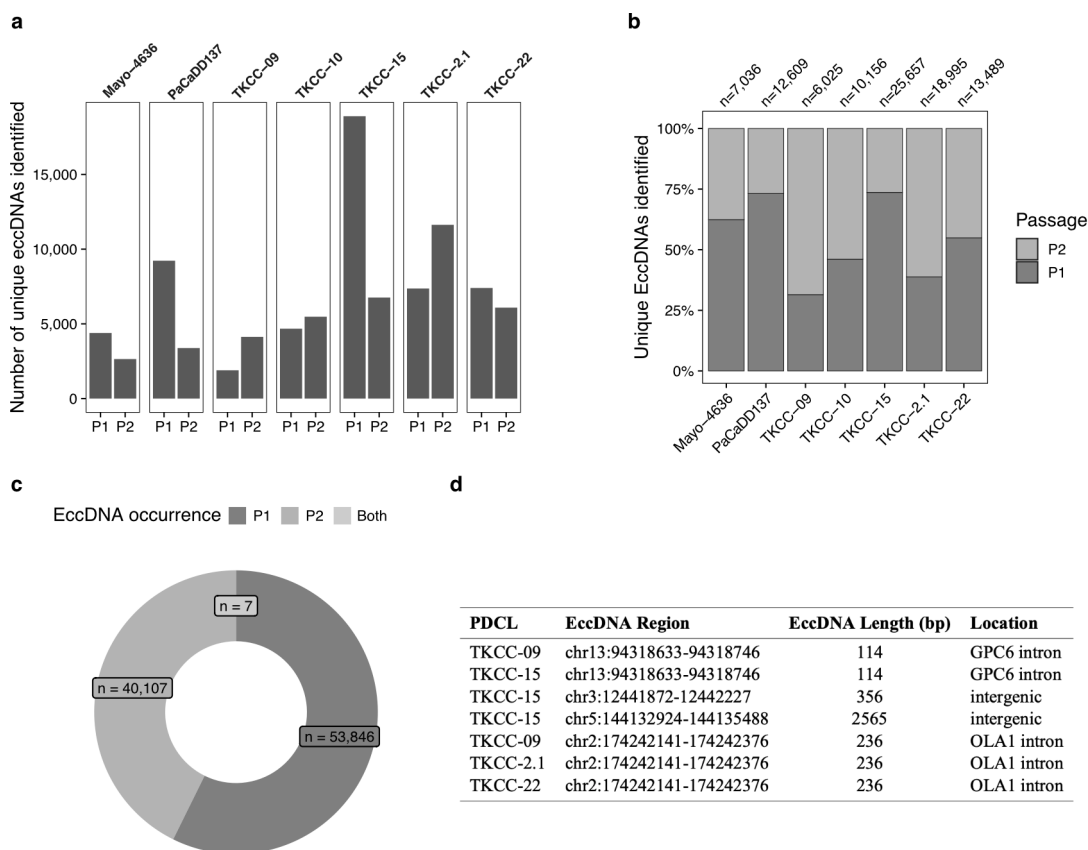 a
Mayo−4636
PaCaDD137
TKCC−09
TKCC−10
TKCC−15
TKCC−2.1
TKCC−22
Number of unique eccDNAs identified
15,000
10,000
5,000
0
P1 P2 P1 P2 P1 P2 P1 P2 P1 P2 P1 P2 P1 P2
b
n=7,036
n=12,609
n=6,025
n=10,156
n=25,657
n=18,995
n=13,489
Unique EccDNAs identified
100%
75%
50%
25%
0%
Mayo−4636
PaCaDD137
TKCC−09
TKCC−10
TKCC−15
TKCC−2.1
TKCC−22
Passage
P2
P1
c
EccDNA occurrence P1 P2 Both
n = 7
n = 40,107
n = 53,846
d
PDCL EccDNA Region EccDNA Length (bp) Location
TKCC-09 chr13:94318633-94318746 114 GPC6 intron
TKCC-15 chr13:94318633-94318746 114 GPC6 intron
TKCC-15 chr3:12441872-12442227 356 intergenic
TKCC-15 chr5:144132924-144135488 2565 intergenic
TKCC-09 chr2:174242141-174242376 236 OLA1 intron
TKCC-2.1 chr2:174242141-174242376 236 OLA1 intron
TKCC-22 chr2:174242141-174242376 236 OLA1 intron